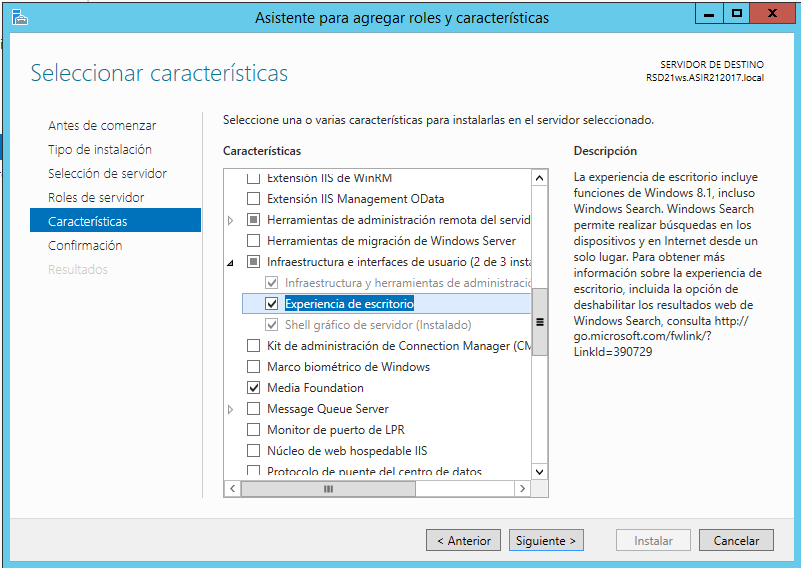 Asistente para agregar roles y características
Seleccionar características
SERVIDOR DE DESTINO
RSD21ws.ASIR212017.local
Antes de comenzar
Tipo de instalación
Selección de servidor
Roles de servidor
Características
Confirmación
Resultados
Seleccione una o varias características para instalarlas en el servidor seleccionado.
Características
Extensión IIS de WinRM
Extensión IIS Management OData
Herramientas de administración remota del servid
Herramientas de migración de Windows Server
Infraestructura e interfaces de usuario (2 de 3 insta
Infraestructura y herramientas de administració
Experiencia de escritorio
Shell gráfico de servidor (Instalado)
Kit de administración de Connection Manager (CM
Marco biométrico de Windows
Media Foundation
Message Queue Server
Monitor de puerto de LPR
Núcleo de web hospedable IIS
Protocolo de puente del centro de datos
Descripción
La experiencia de escritorio incluye
funciones de Windows 8.1, incluso
Windows Search. Windows Search
permite realizar búsquedas en los
dispositivos y en Internet desde un
solo lugar. Para obtener más
información sobre la experiencia de
escritorio, incluida la opción de
deshabilitar los resultados web de
Windows Search, consulta http://
go.microsoft.com/fwlink/?
LinkId=390729
< Anterior
Siguiente >
Instalar
Cancelar